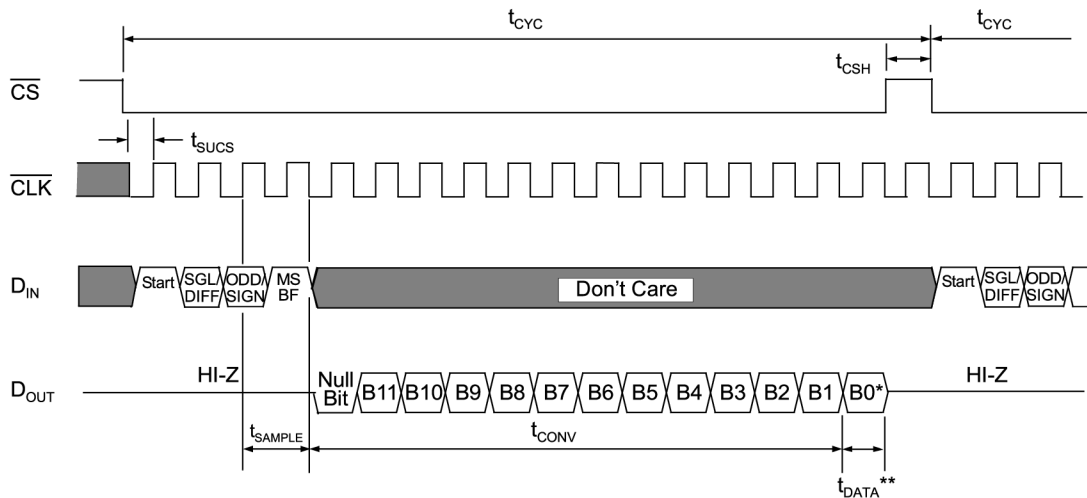 tCYC
tCYC
tCSH
CS
tSUCS
CLK
DIN
Start
SGL/
DIFF
ODD/
SIGN
MS
BF
Don't Care
Start
SGL/
DIFF
ODD/
SIGN
DOUT
HI-Z
Null
Bit
B11
B10
B9
B8
B7
B6
B5
B4
B3
B2
B1
B0*
HI-Z
tSAMPLE
tCONV
tDATA**